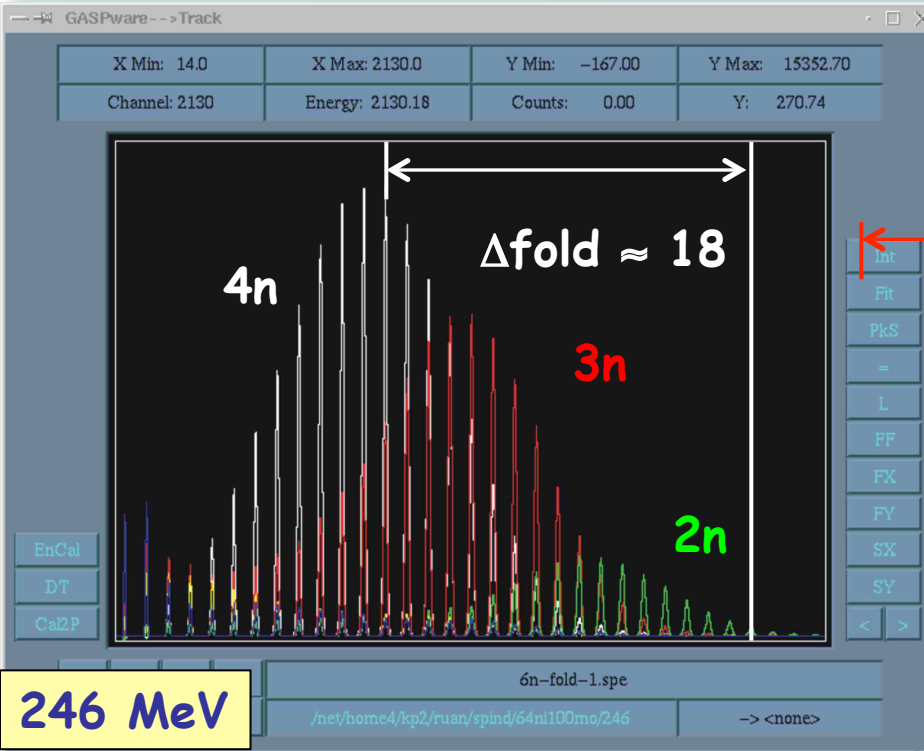 GASPware-->Track
X Min: 14.0 X Max: 2130.0 Y Min: -167.00 Y Max: 15352.70
Channel: 2130 Energy: 2130.18 Counts: 0.00 Y: 270.74
Δfold ≈ 18
4n
3n
2n
Int
Fit
PkS
=
L
FF
FX
FY
SX
SY
< >
EnCal
DT
Cal2P
6n-fold-1.spe
/net/home4/kp2/ruan/spind/64ni100mo/246 -> <none>
246 MeV